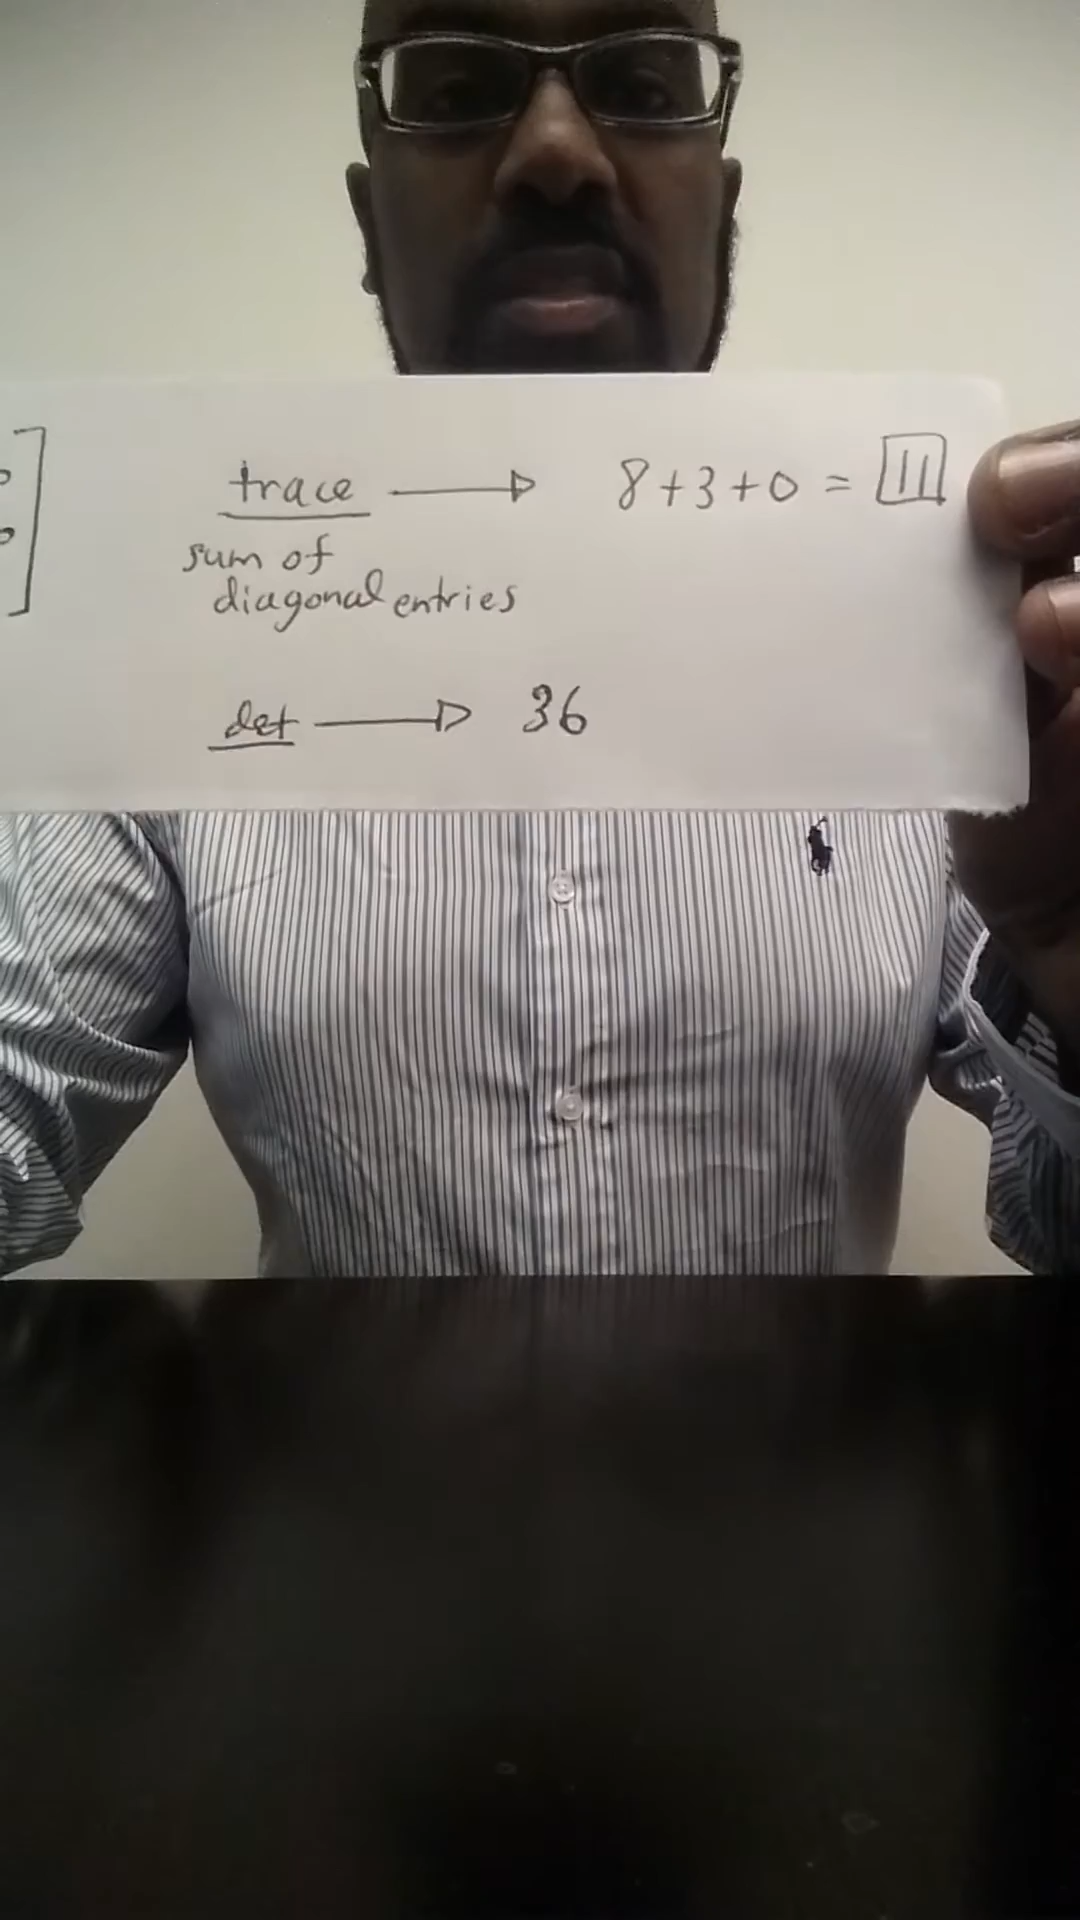 trace → 8+3+0 = 11
sum of
diagonal entries
det → 36